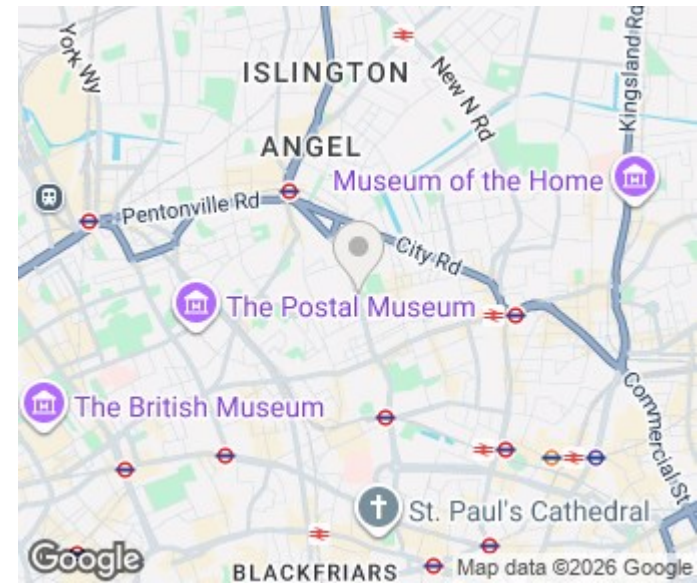 York Wy
ISLINGTON
New N Rd
Kingsland Rd
ANGEL
Museum of the Home
Pentonville Rd
City Rd
The Postal Museum
The British Museum
Commercial St
St. Paul's Cathedral
BLACKFRIARS
Google
Map data ©2026 Google